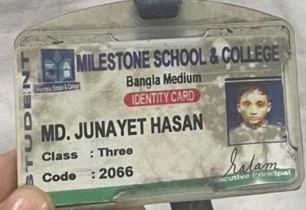 MILESTONE SCHOOL & COLLEGE
Bangla Medium
IDENTITY CARD
STUDENT
MD. JUNAYET HASAN
Class : Three
Code : 2066
Executive Principal